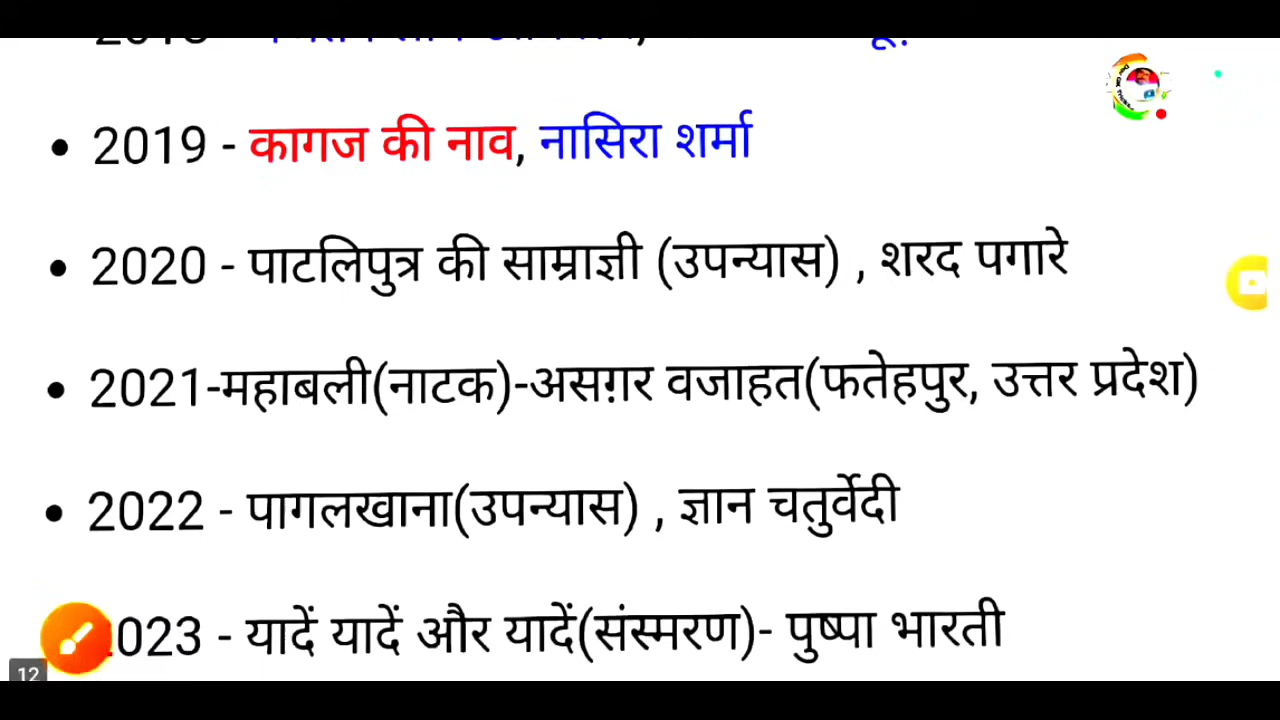 • 2019 - कागज की नाव, नासिरा शर्मा
• 2020 - पाटलिपुत्र की साम्राज्ञी (उपन्यास) , शरद पगारे
• 2021-महाबली(नाटक)-असग़र वजाहत(फतेहपुर, उत्तर प्रदेश)
• 2022 - पागलखाना(उपन्यास) , ज्ञान चतुर्वेदी
023 - यादें यादें और यादें(संस्मरण)- पुष्पा भारती
12